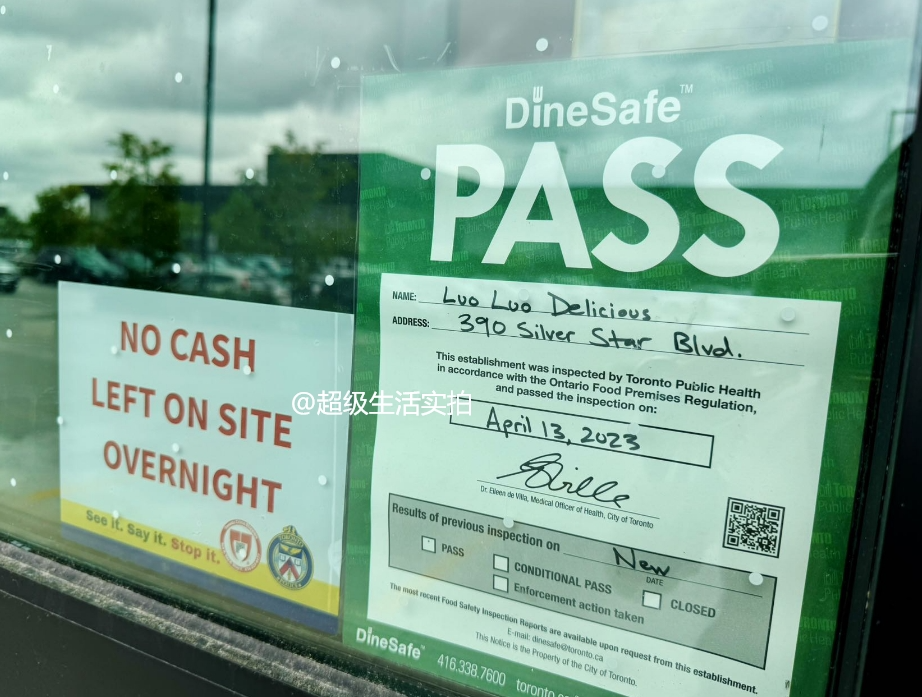 NO CASH
LEFT ON SITE
OVERNIGHT
See it. Say it. Stop it.
@超级生活实拍
DineSafe™
PASS
NAME: Luo Luo Delicious
ADDRESS: 390 Silver Star Blvd.
This establishment was inspected by Toronto Public Health
in accordance with the Ontario Food Premises Regulation,
and passed the inspection on:
April 13, 2023
Dr. Eileen de Villa, Medical Officer of Health, City of Toronto
Results of previous inspection on New
DATE
PASS
CONDITIONAL PASS
CLOSED
Enforcement action taken
The most recent Food Safety Inspection Reports are available upon request from this establishment.
E-mail: dinesafe@toronto.ca
This Notice is the Property of the City of Toronto.
DineSafe™ 416.338.7600